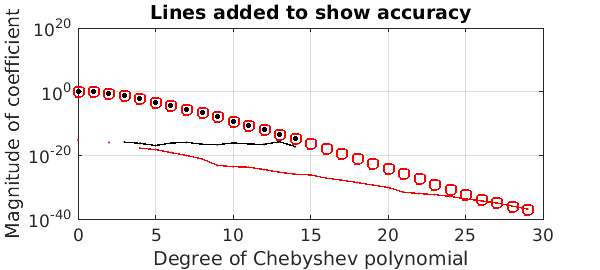 Lines added to show accuracy
Magnitude of coefficient
10^20
10^0
10^-20
10^-40
0 5 10 15 20 25 30
Degree of Chebyshev polynomial